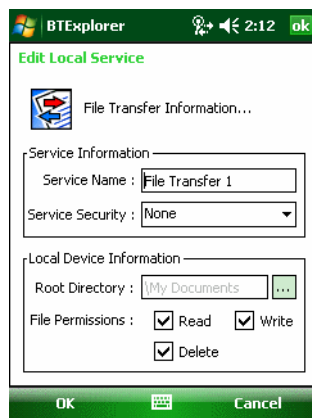 BTExplorer 2:12 ok
Edit Local Service
File Transfer Information...
Service Information
Service Name : File Transfer 1
Service Security : None
Local Device Information
Root Directory : \My Documents ...
File Permissions : Read Write
Delete
OK Cancel